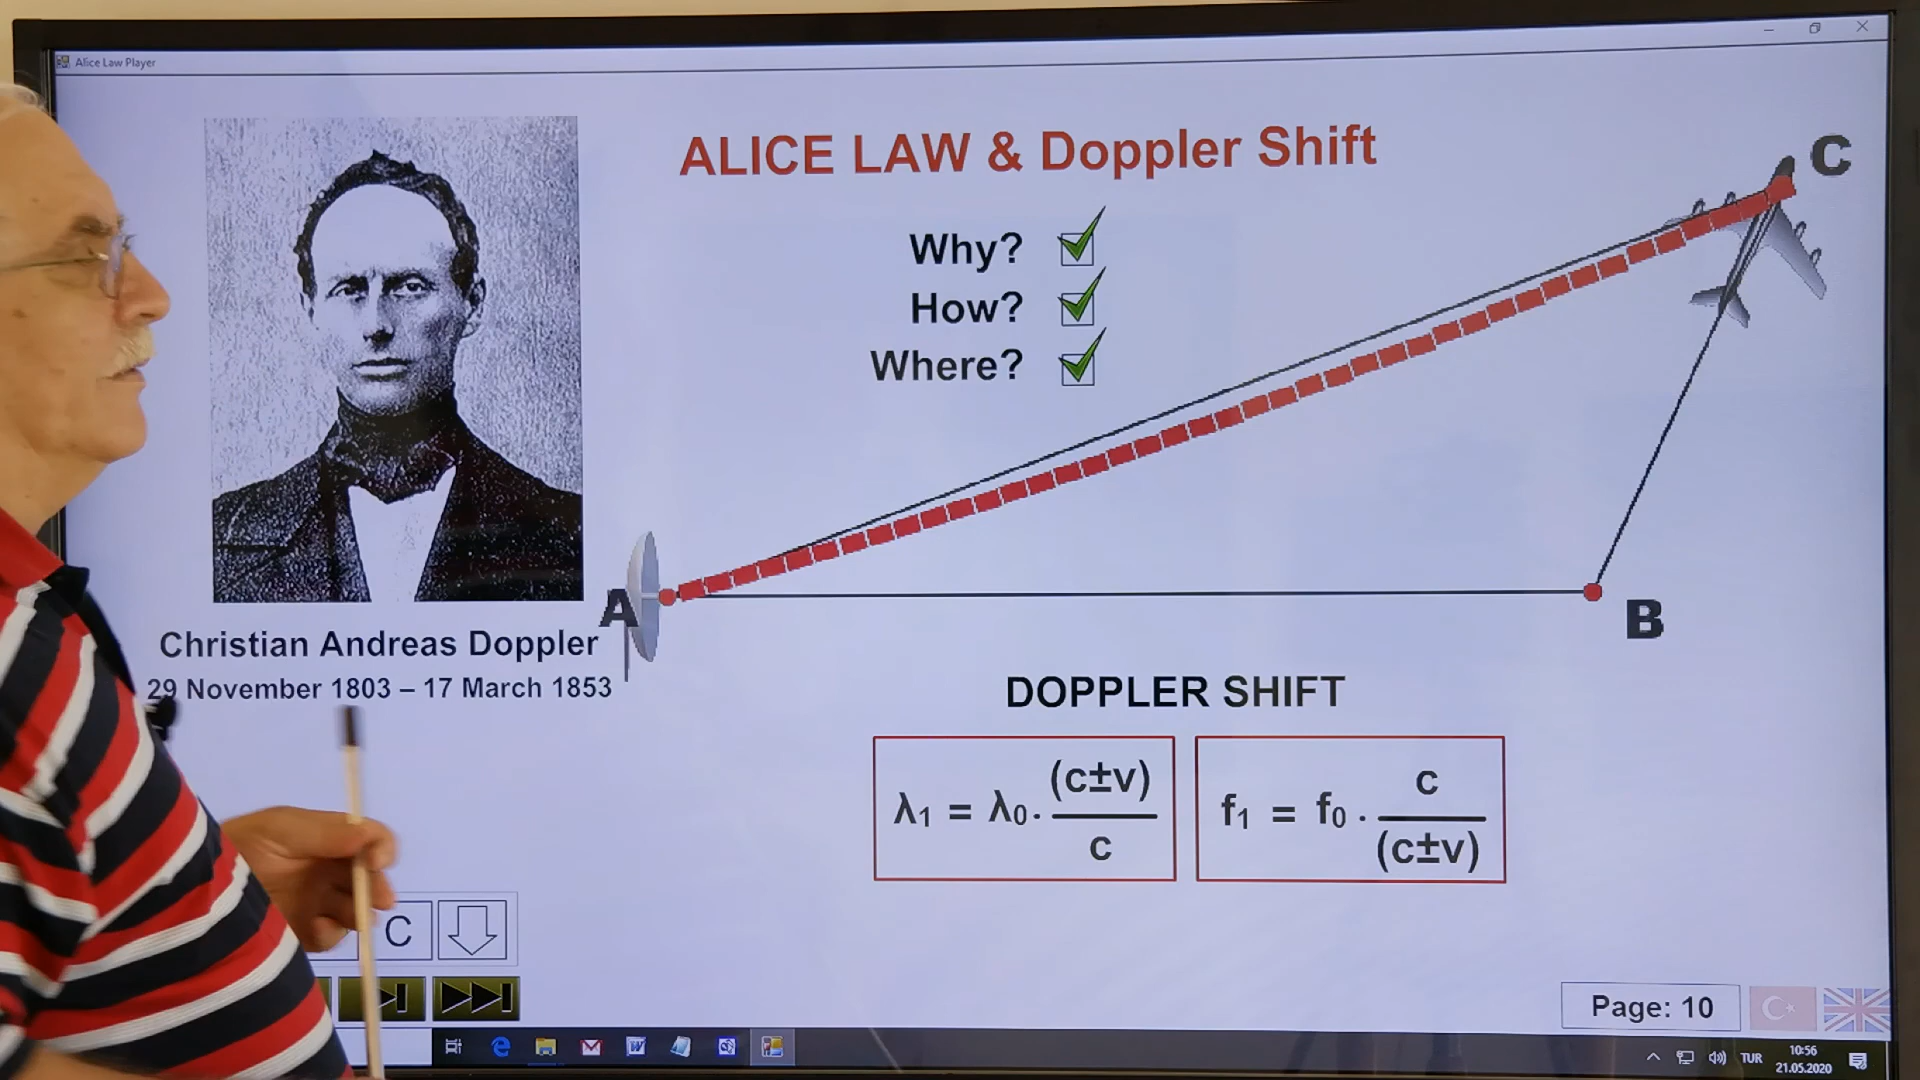 Alice Law Player
ALICE LAW & Doppler Shift
C
Why?
How?
Where?
A
B
Christian Andreas Doppler
29 November 1803 – 17 March 1853
DOPPLER SHIFT
λ₁ = λ₀ · (c±v) / c
f₁ = f₀ · c / (c±v)
C
Page: 10
TUR
10:56
21.05.2020